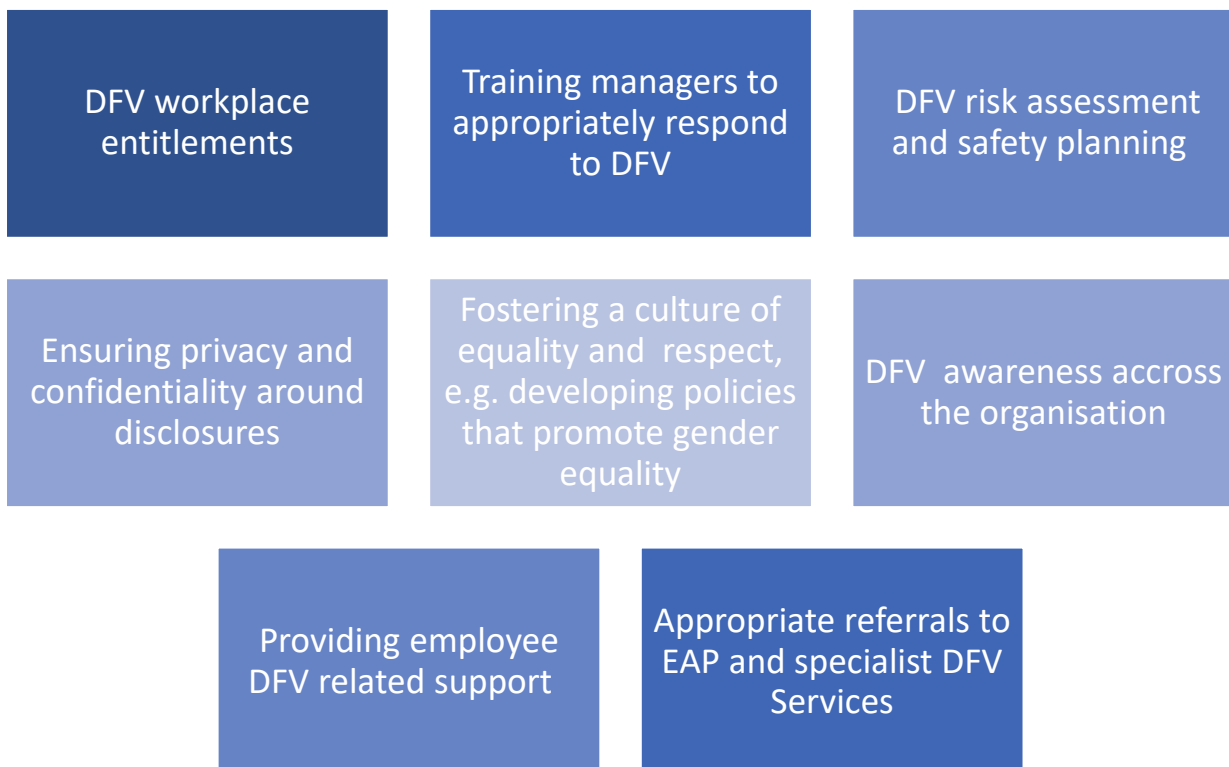 DFV workplace
entitlements
Training managers to
appropriately respond
to DFV
DFV risk assessment
and safety planning
Ensuring privacy and
confidentiality around
disclosures
Fostering a culture of
equality and  respect,
e.g. developing policies
that promote gender
equality
DFV  awareness accross
the organisation
Providing employee
DFV related support
Appropriate referrals to
EAP and specialist DFV
Services